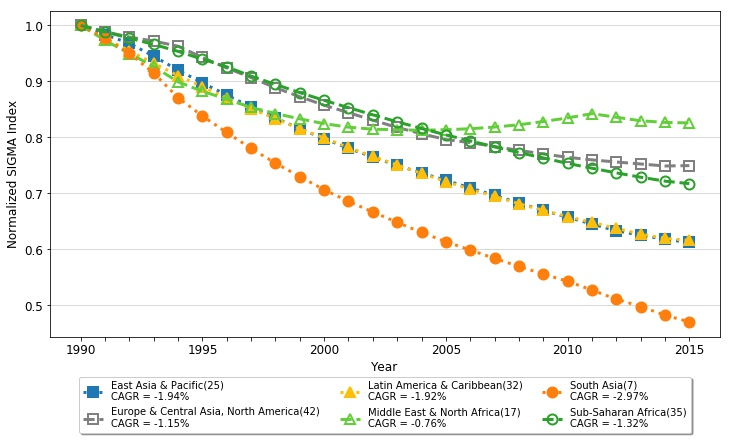 1.0
0.9
0.8
0.7
0.6
0.5
Normalized SIGMA Index
1990 1995 2000 2005 2010 2015
Year
East Asia & Pacific(25)
CAGR = -1.94%
Europe & Central Asia, North America(42)
CAGR = -1.15%
Latin America & Caribbean(32)
CAGR = -1.92%
Middle East & North Africa(17)
CAGR = -0.76%
South Asia(7)
CAGR = -2.97%
Sub-Saharan Africa(35)
CAGR = -1.32%